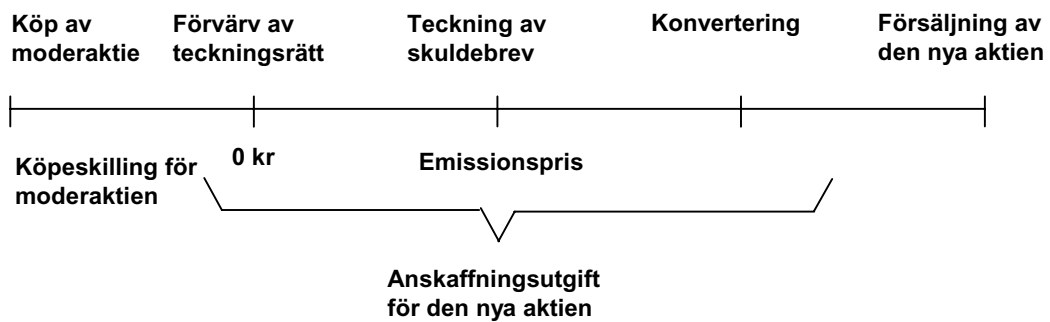 Köp av
moderaktie
Förvärv av
teckningsrätt
Teckning av
skuldebrev
Konvertering
Försäljning av
den nya aktien
Köpeskilling för
moderaktien
0 kr
Emissionspris
Anskaffningsutgift
för den nya aktien